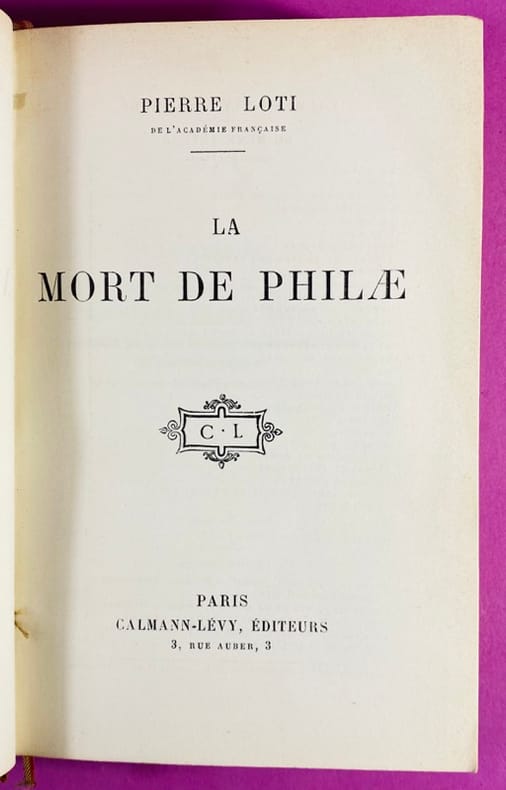 PIERRE LOTI
DE L'ACADÉMIE FRANÇAISE
LA
MORT DE PHILÆ
C · L
PARIS
CALMANN-LÉVY, ÉDITEURS
3, RUE AUBER, 3